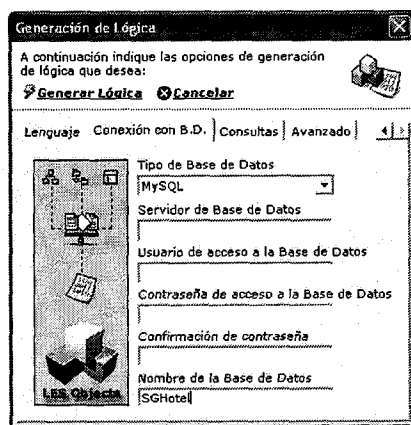 Generación de Lógica
A continuación indique las opciones de generación
de lógica que desea:
Generar Lógica Cancelar
Lenguaje Conexión con B.D. Consultas Avanzado
Tipo de Base de Datos
MySQL
Servidor de Base de Datos
Usuario de acceso a la Base de Datos
Contraseña de acceso a la Base de Datos
Confirmación de contraseña
Nombre de la Base de Datos
SGHotel
LES Objects